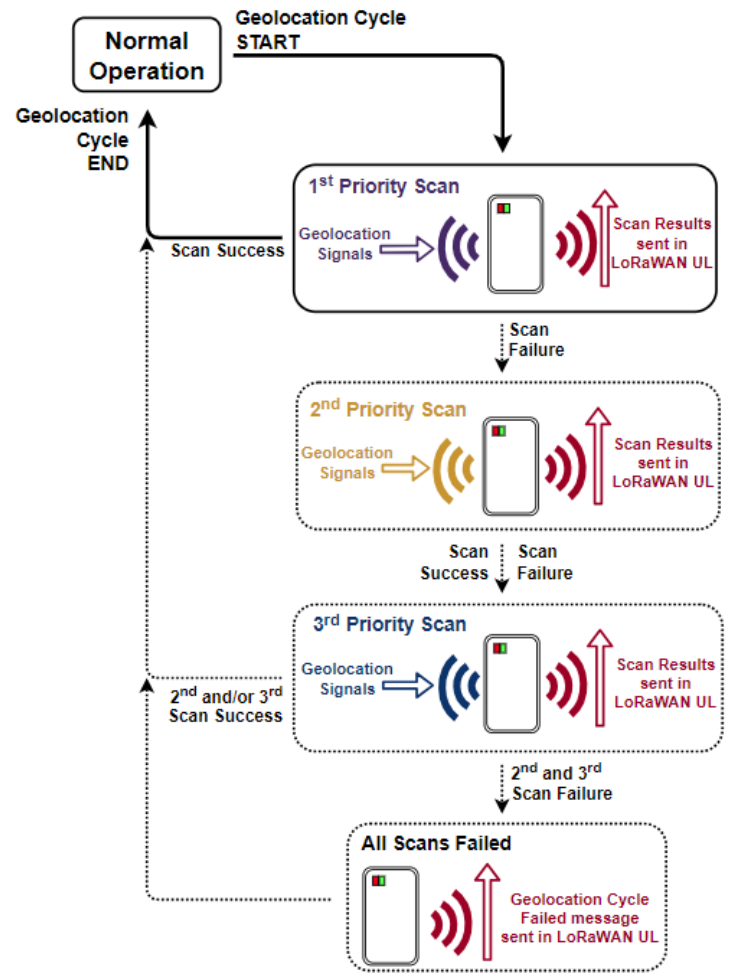 Normal
Operation
Geolocation Cycle
START
Geolocation
Cycle
END
1st Priority Scan
Geolocation
Signals
Scan Results
sent in
LoRaWAN UL
Scan Success
Scan
Failure
2nd Priority Scan
Geolocation
Signals
Scan Results
sent in
LoRaWAN UL
Scan
Success
Scan
Failure
3rd Priority Scan
Geolocation
Signals
Scan Results
sent in
LoRaWAN UL
2nd and/or 3rd
Scan Success
2nd and 3rd
Scan Failure
All Scans Failed
Geolocation Cycle
Failed message
sent in LoRaWAN UL